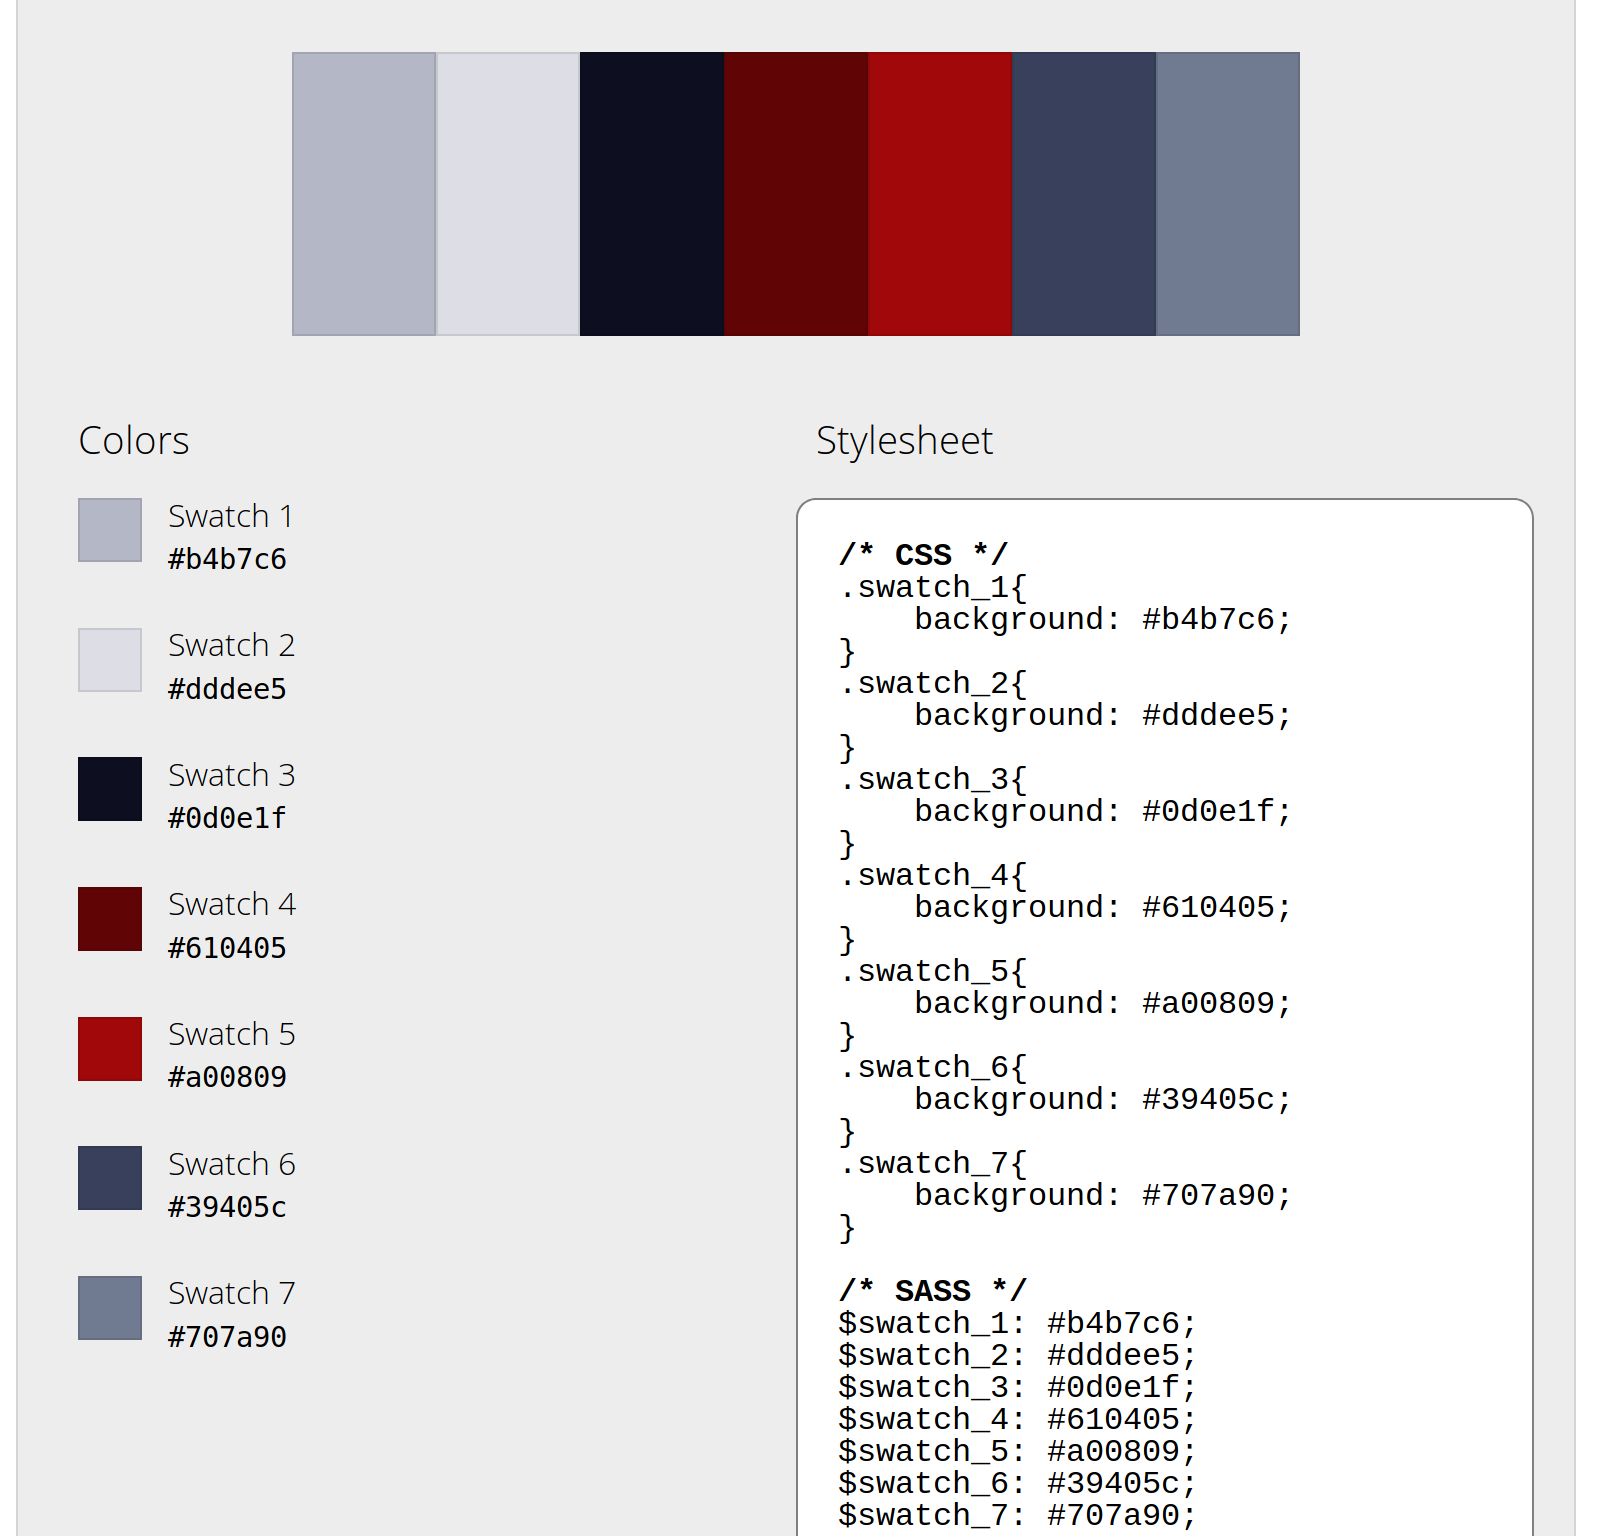 Colors
Swatch 1
#b4b7c6
Swatch 2
#dddee5
Swatch 3
#0d0e1f
Swatch 4
#610405
Swatch 5
#a00809
Swatch 6
#39405c
Swatch 7
#707a90
Stylesheet
/* CSS */
.swatch_1{
    background: #b4b7c6;
}
.swatch_2{
    background: #dddee5;
}
.swatch_3{
    background: #0d0e1f;
}
.swatch_4{
    background: #610405;
}
.swatch_5{
    background: #a00809;
}
.swatch_6{
    background: #39405c;
}
.swatch_7{
    background: #707a90;
}
/* SASS */
$swatch_1: #b4b7c6;
$swatch_2: #dddee5;
$swatch_3: #0d0e1f;
$swatch_4: #610405;
$swatch_5: #a00809;
$swatch_6: #39405c;
$swatch_7: #707a90;